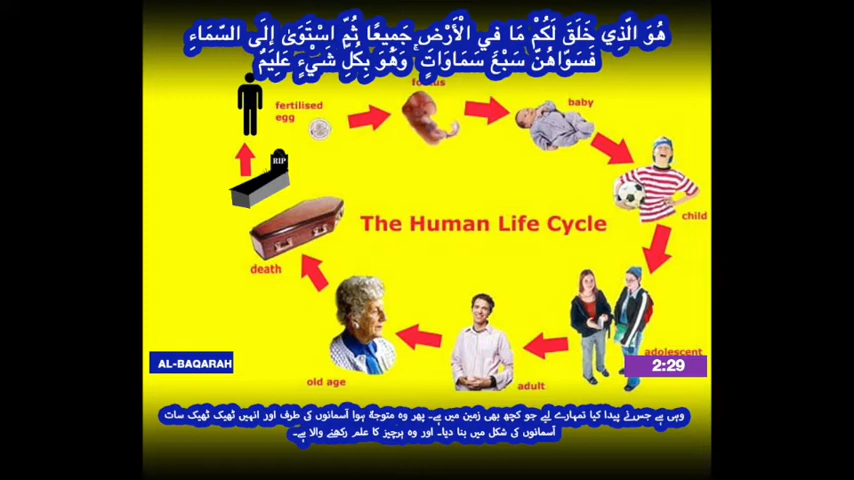 هُوَ الَّذِي خَلَقَ لَكُمْ مَا فِي الْأَرْضِ جَمِيعًا ثُمَّ اسْتَوَىٰ إِلَى السَّمَاءِ
فَسَوَّاهُنَّ سَبْعَ سَمَاوَاتٍ ۚ وَهُوَ بِكُلِّ شَيْءٍ عَلِيمٌ
fertilised
egg
foetus
baby
RIP
child
The Human Life Cycle
death
adolescent
AL-BAQARAH
2:29
old age
adult
وہی ہے جس نے پیدا کیا تمہارے لیے جو کچھ بھی زمین میں ہے۔ پھر وہ متوجہ ہوا آسمانوں کی طرف اور انہیں ٹھیک ٹھیک سات
آسمانوں کی شکل میں بنا دیا۔ اور وہ ہرچیز کا علم رکھنے والا ہے۔